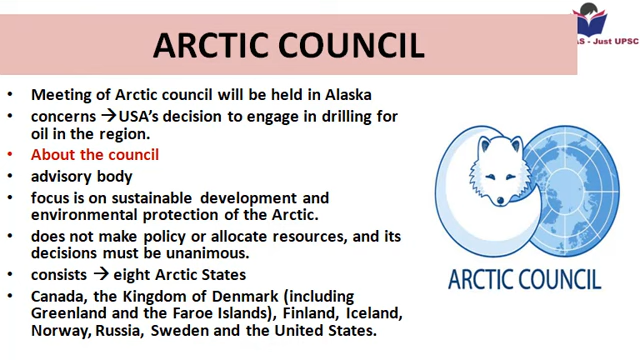 ARCTIC COUNCIL
S - Just UPSC
• Meeting of Arctic council will be held in Alaska
• concerns →USA's decision to engage in drilling for
oil in the region.
• About the council
• advisory body
• focus is on sustainable development and
environmental protection of the Arctic.
• does not make policy or allocate resources, and its
decisions must be unanimous.
• consists → eight Arctic States
• Canada, the Kingdom of Denmark (including
Greenland and the Faroe Islands), Finland, Iceland,
Norway, Russia, Sweden and the United States.
ARCTIC COUNCIL